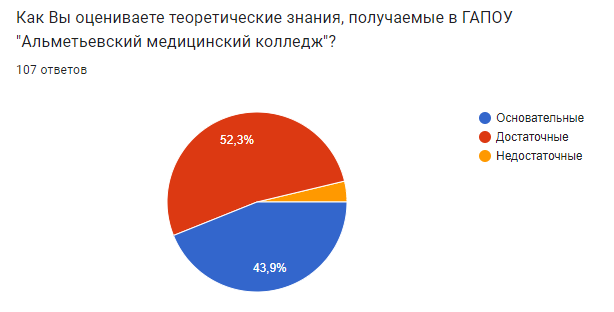 Как Вы оцениваете теоретические знания, получаемые в ГАПОУ
"Альметьевский медицинский колледж"?
107 ответов
52,3%
43,9%
Основательные
Достаточные
Недостаточные